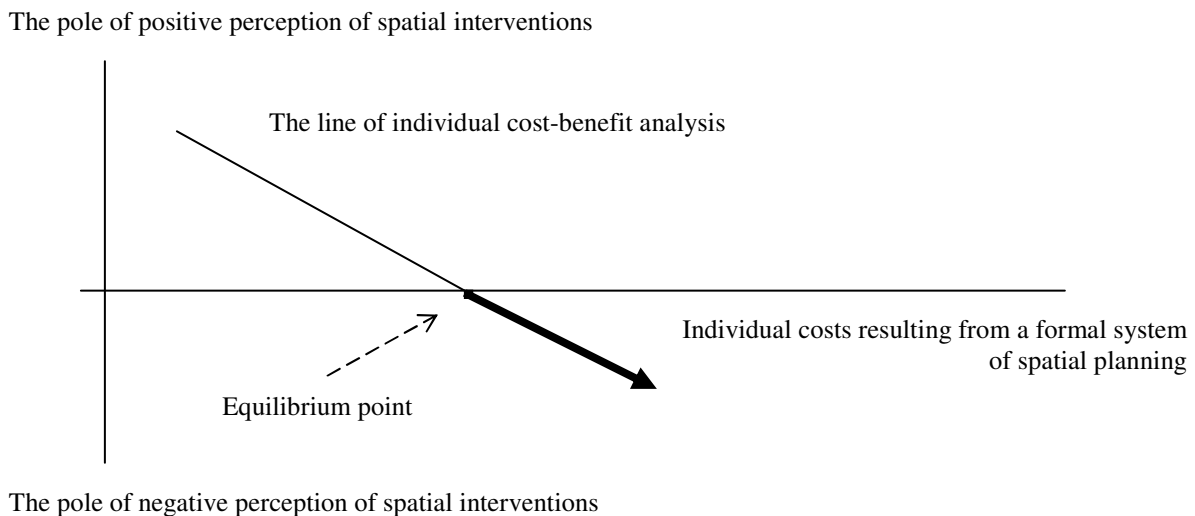 The pole of positive perception of spatial interventions
The line of individual cost-benefit analysis
Individual costs resulting from a formal system
of spatial planning
Equilibrium point
The pole of negative perception of spatial interventions